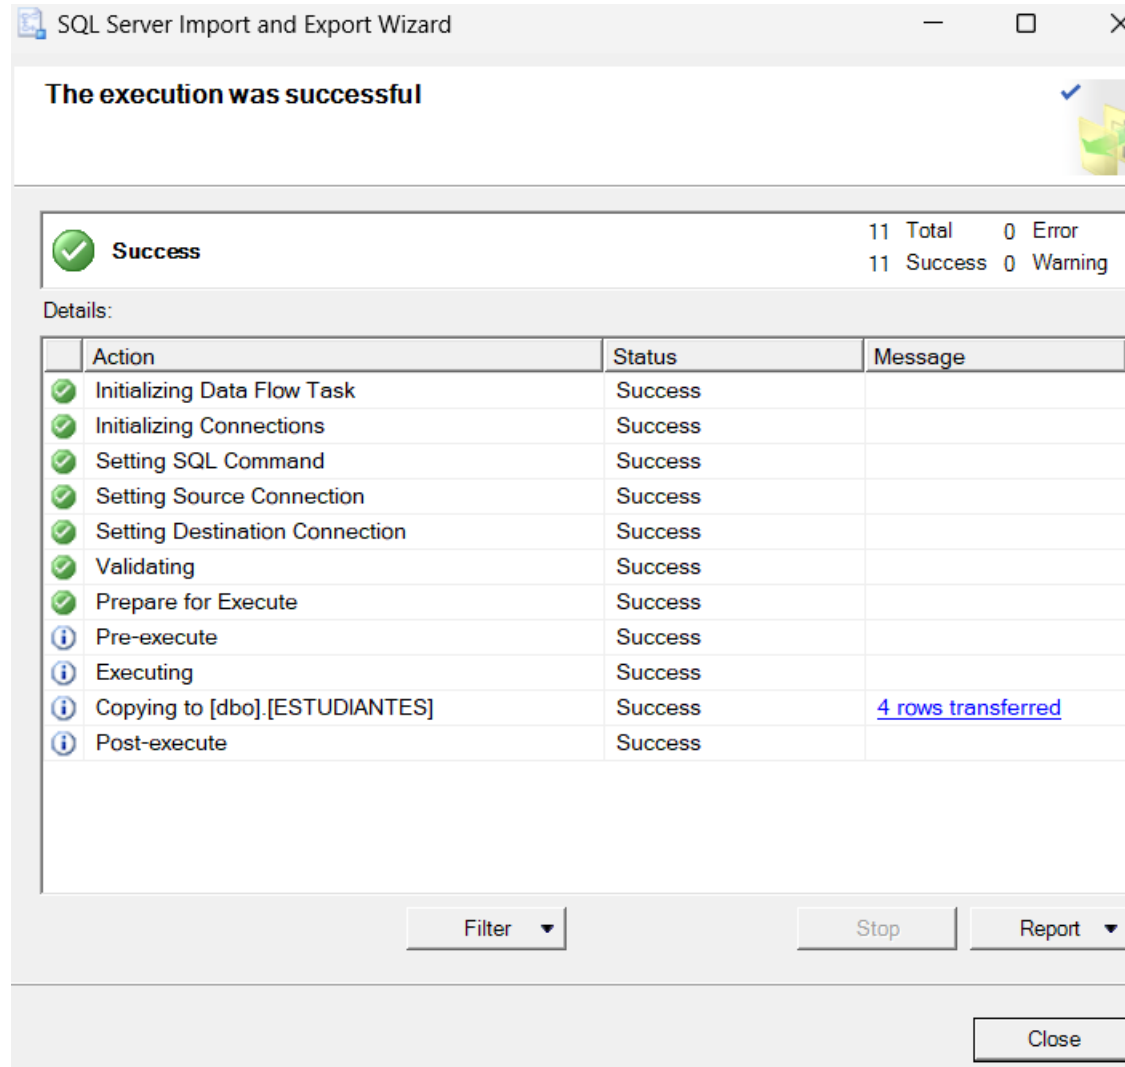 SQL Server Import and Export Wizard
The execution was successful
Success
11 Total 0 Error
11 Success 0 Warning
Details:
Action Status Message
Initializing Data Flow Task Success
Initializing Connections Success
Setting SQL Command Success
Setting Source Connection Success
Setting Destination Connection Success
Validating Success
Prepare for Execute Success
Pre-execute Success
Executing Success
Copying to [dbo].[ESTUDIANTES] Success 4 rows transferred
Post-execute Success
Filter Stop Report
Close